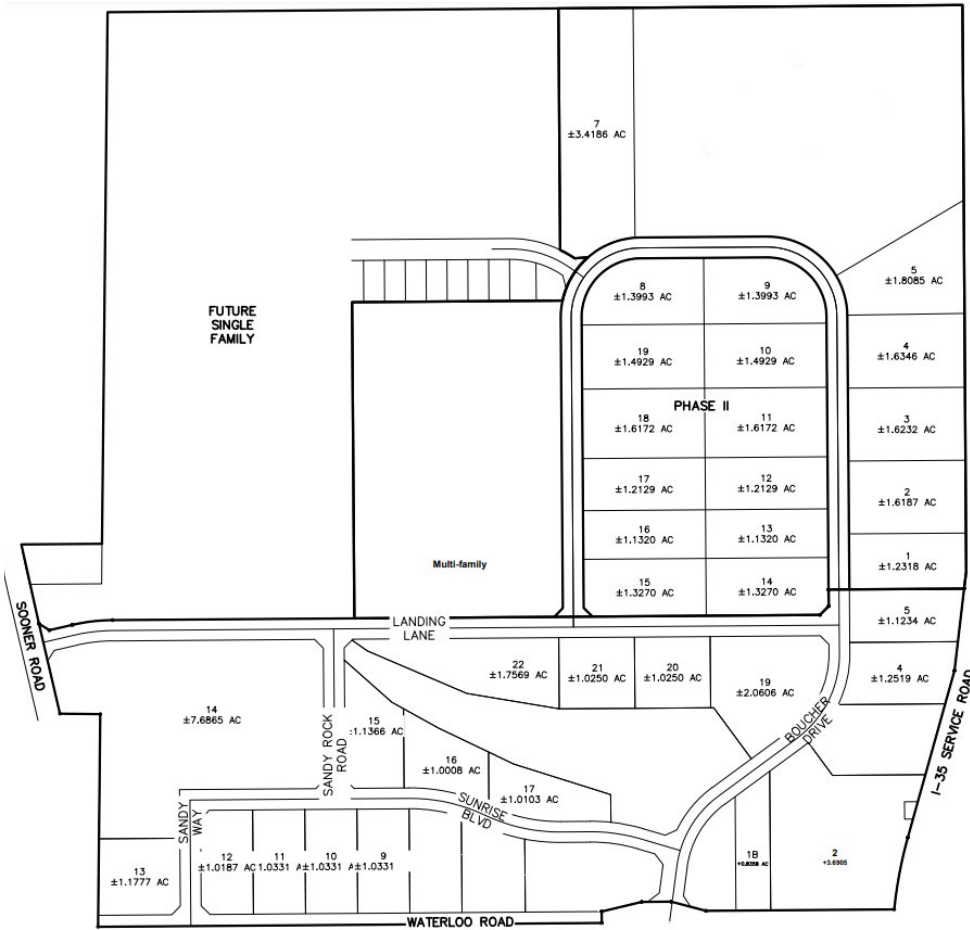 7
±3.4186 AC
5
±1.8085 AC
8
±1.3993 AC
9
±1.3993 AC
FUTURE
SINGLE
FAMILY
19
±1.4929 AC
10
±1.4929 AC
4
±1.6346 AC
PHASE II
18
±1.6172 AC
11
±1.6172 AC
3
±1.6232 AC
17
±1.2129 AC
12
±1.2129 AC
2
±1.6187 AC
16
±1.1320 AC
13
±1.1320 AC
1
±1.2318 AC
Multi-family
15
±1.3270 AC
14
±1.3270 AC
SOONER ROAD
LANDING
LANE
5
±1.1234 AC
22
±1.7569 AC
21
±1.0250 AC
20
±1.0250 AC
19
±2.0606 AC
4
±1.2519 AC
14
±7.6865 AC
SANDY ROCK
ROAD
15
:1.1366 AC
BOUCHER
DRIVE
I-35 SERVICE ROAD
16
±1.0008 AC
17
±1.0103 AC
SUNRISE
BLVD
SANDY
WAY
13
±1.1777 AC
12
±1.0187 AC
11
1.0331 A
10
±1.0331 A
9
±1.0331
1B
2
±3.6905
WATERLOO ROAD